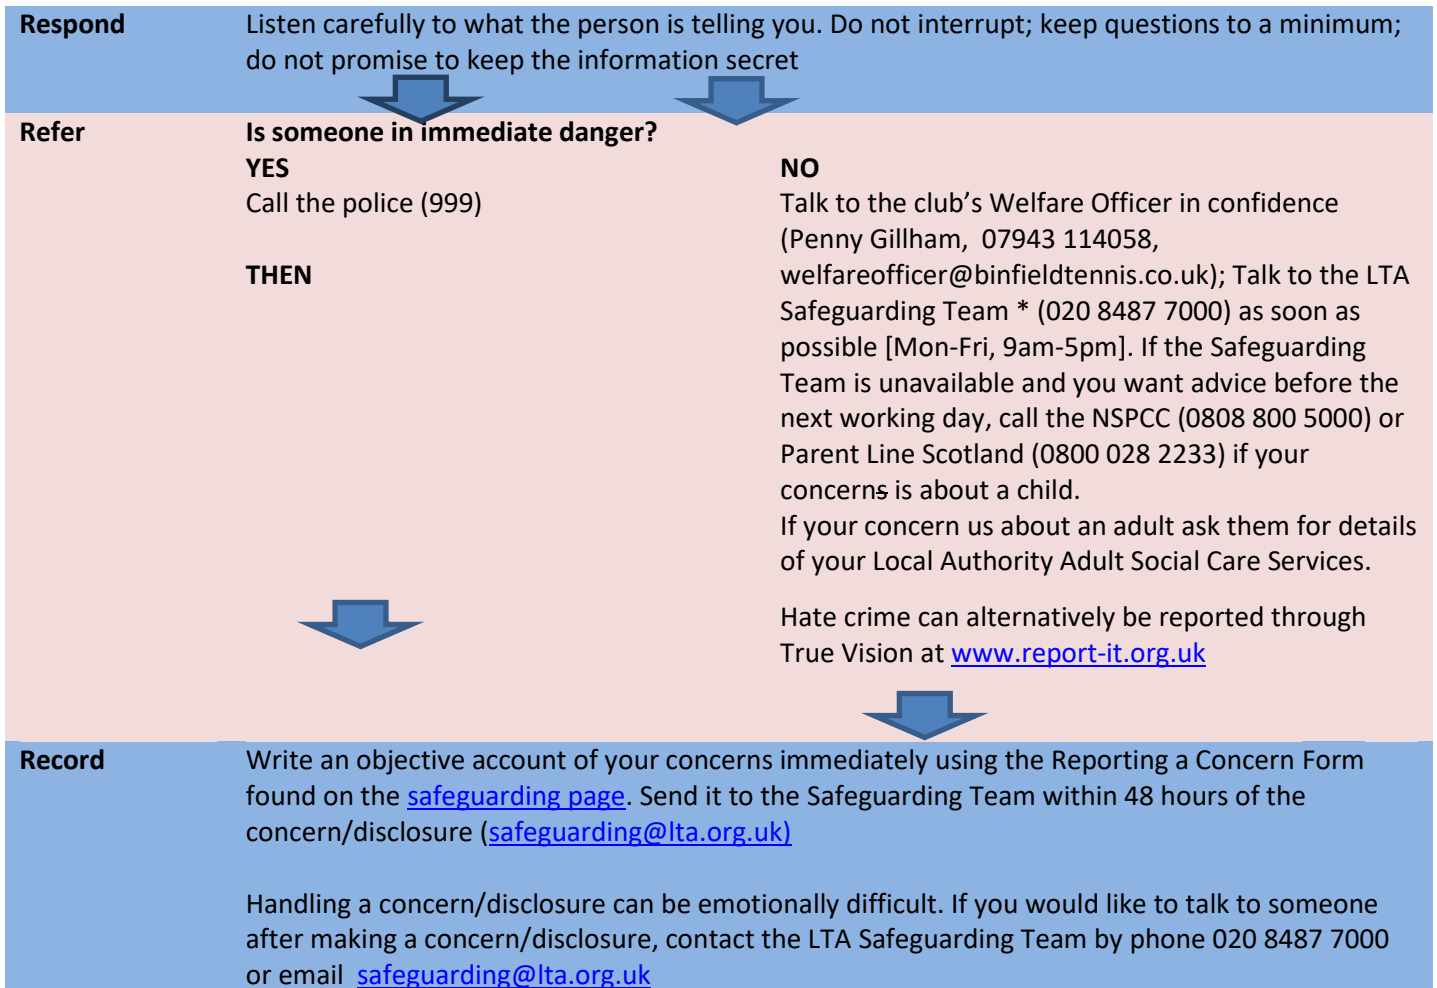 Respond
Listen carefully to what the person is telling you. Do not interrupt; keep questions to a minimum;
do not promise to keep the information secret
Refer
Is someone in immediate danger?
YES
Call the police (999)
THEN
NO
Talk to the club’s Welfare Officer in confidence
(Penny Gillham, 07943 114058,
welfareofficer@binfieldtennis.co.uk); Talk to the LTA
Safeguarding Team * (020 8487 7000) as soon as
possible [Mon-Fri, 9am-5pm]. If the Safeguarding
Team is unavailable and you want advice before the
next working day, call the NSPCC (0808 800 5000) or
Parent Line Scotland (0800 028 2233) if your
concerns is about a child.
If your concern us about an adult ask them for details
of your Local Authority Adult Social Care Services.
Hate crime can alternatively be reported through
True Vision at www.report-it.org.uk
Record
Write an objective account of your concerns immediately using the Reporting a Concern Form
found on the safeguarding page. Send it to the Safeguarding Team within 48 hours of the
concern/disclosure (safeguarding@lta.org.uk)
Handling a concern/disclosure can be emotionally difficult. If you would like to talk to someone
after making a concern/disclosure, contact the LTA Safeguarding Team by phone 020 8487 7000
or email safeguarding@lta.org.uk